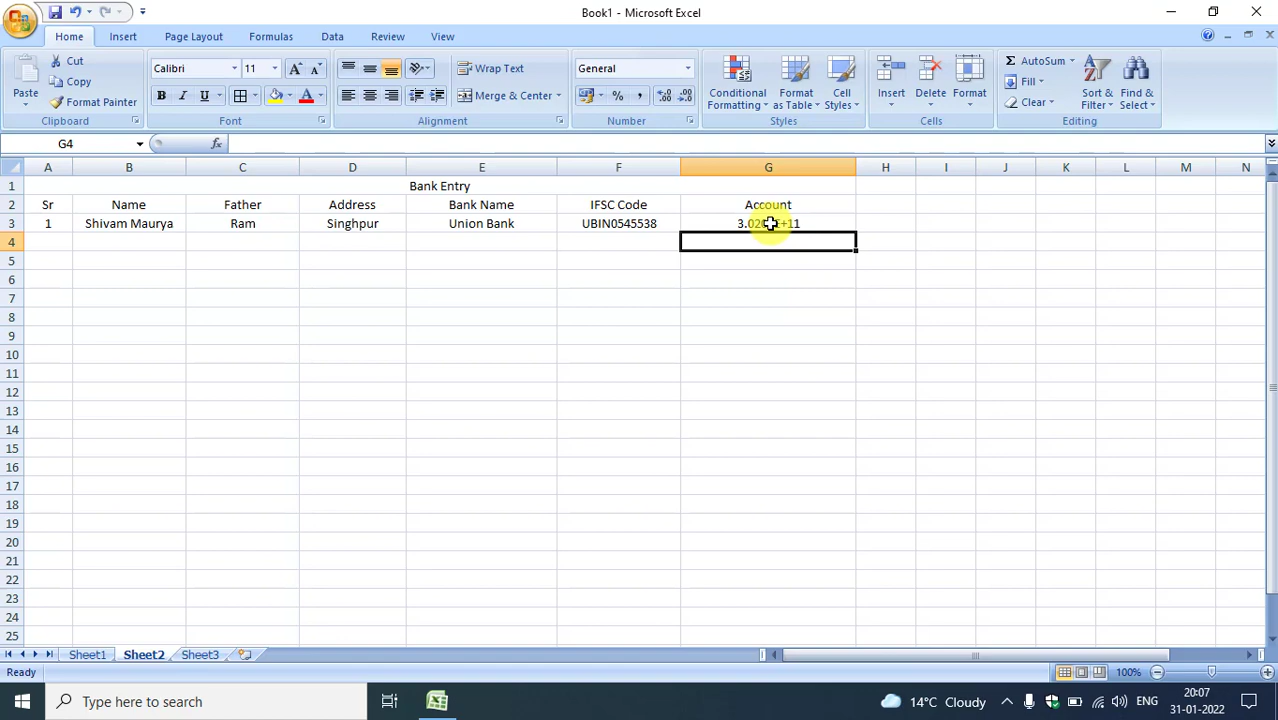 Book1 - Microsoft Excel
Home Insert Page Layout Formulas Data Review View
Paste Cut Calibri 11 Wrap Text General Conditional Formatting Format as Table Cell Styles Insert Delete Format AutoSum Sort & Filter Find & Select
Copy Fill
Format Painter B I U A Merge & Center % , Clear
Clipboard Font Alignment Number Styles Cells Editing
G4 fx
A B C D E F G H I J K L M N
1 Bank Entry
2 Sr Name Father Address Bank Name IFSC Code Account
3 1 Shivam Maurya Ram Singhpur Union Bank UBIN0545538
4
5
6
7
8
9
10
11
12
13
14
15
16
17
18
19
20
21
22
23
24
25
Sheet1 Sheet2 Sheet3
Ready 100%
Type here to search 14°C Cloudy ENG 20:07
31-01-2022